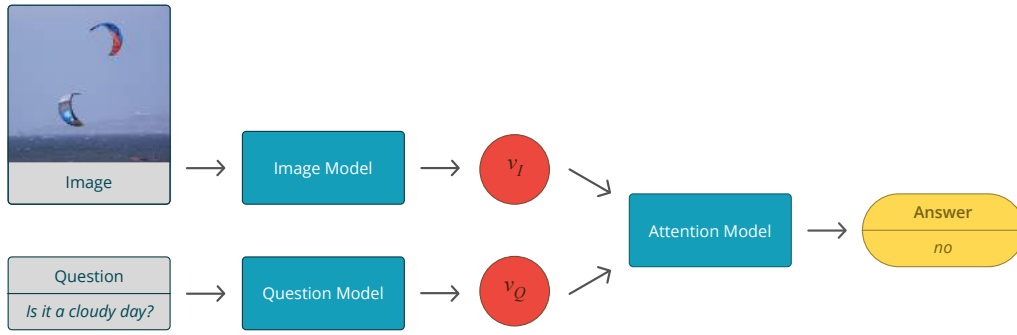 Image
Image Model
v_I
Question
Is it a cloudy day?
Question Model
v_Q
Attention Model
Answer
no